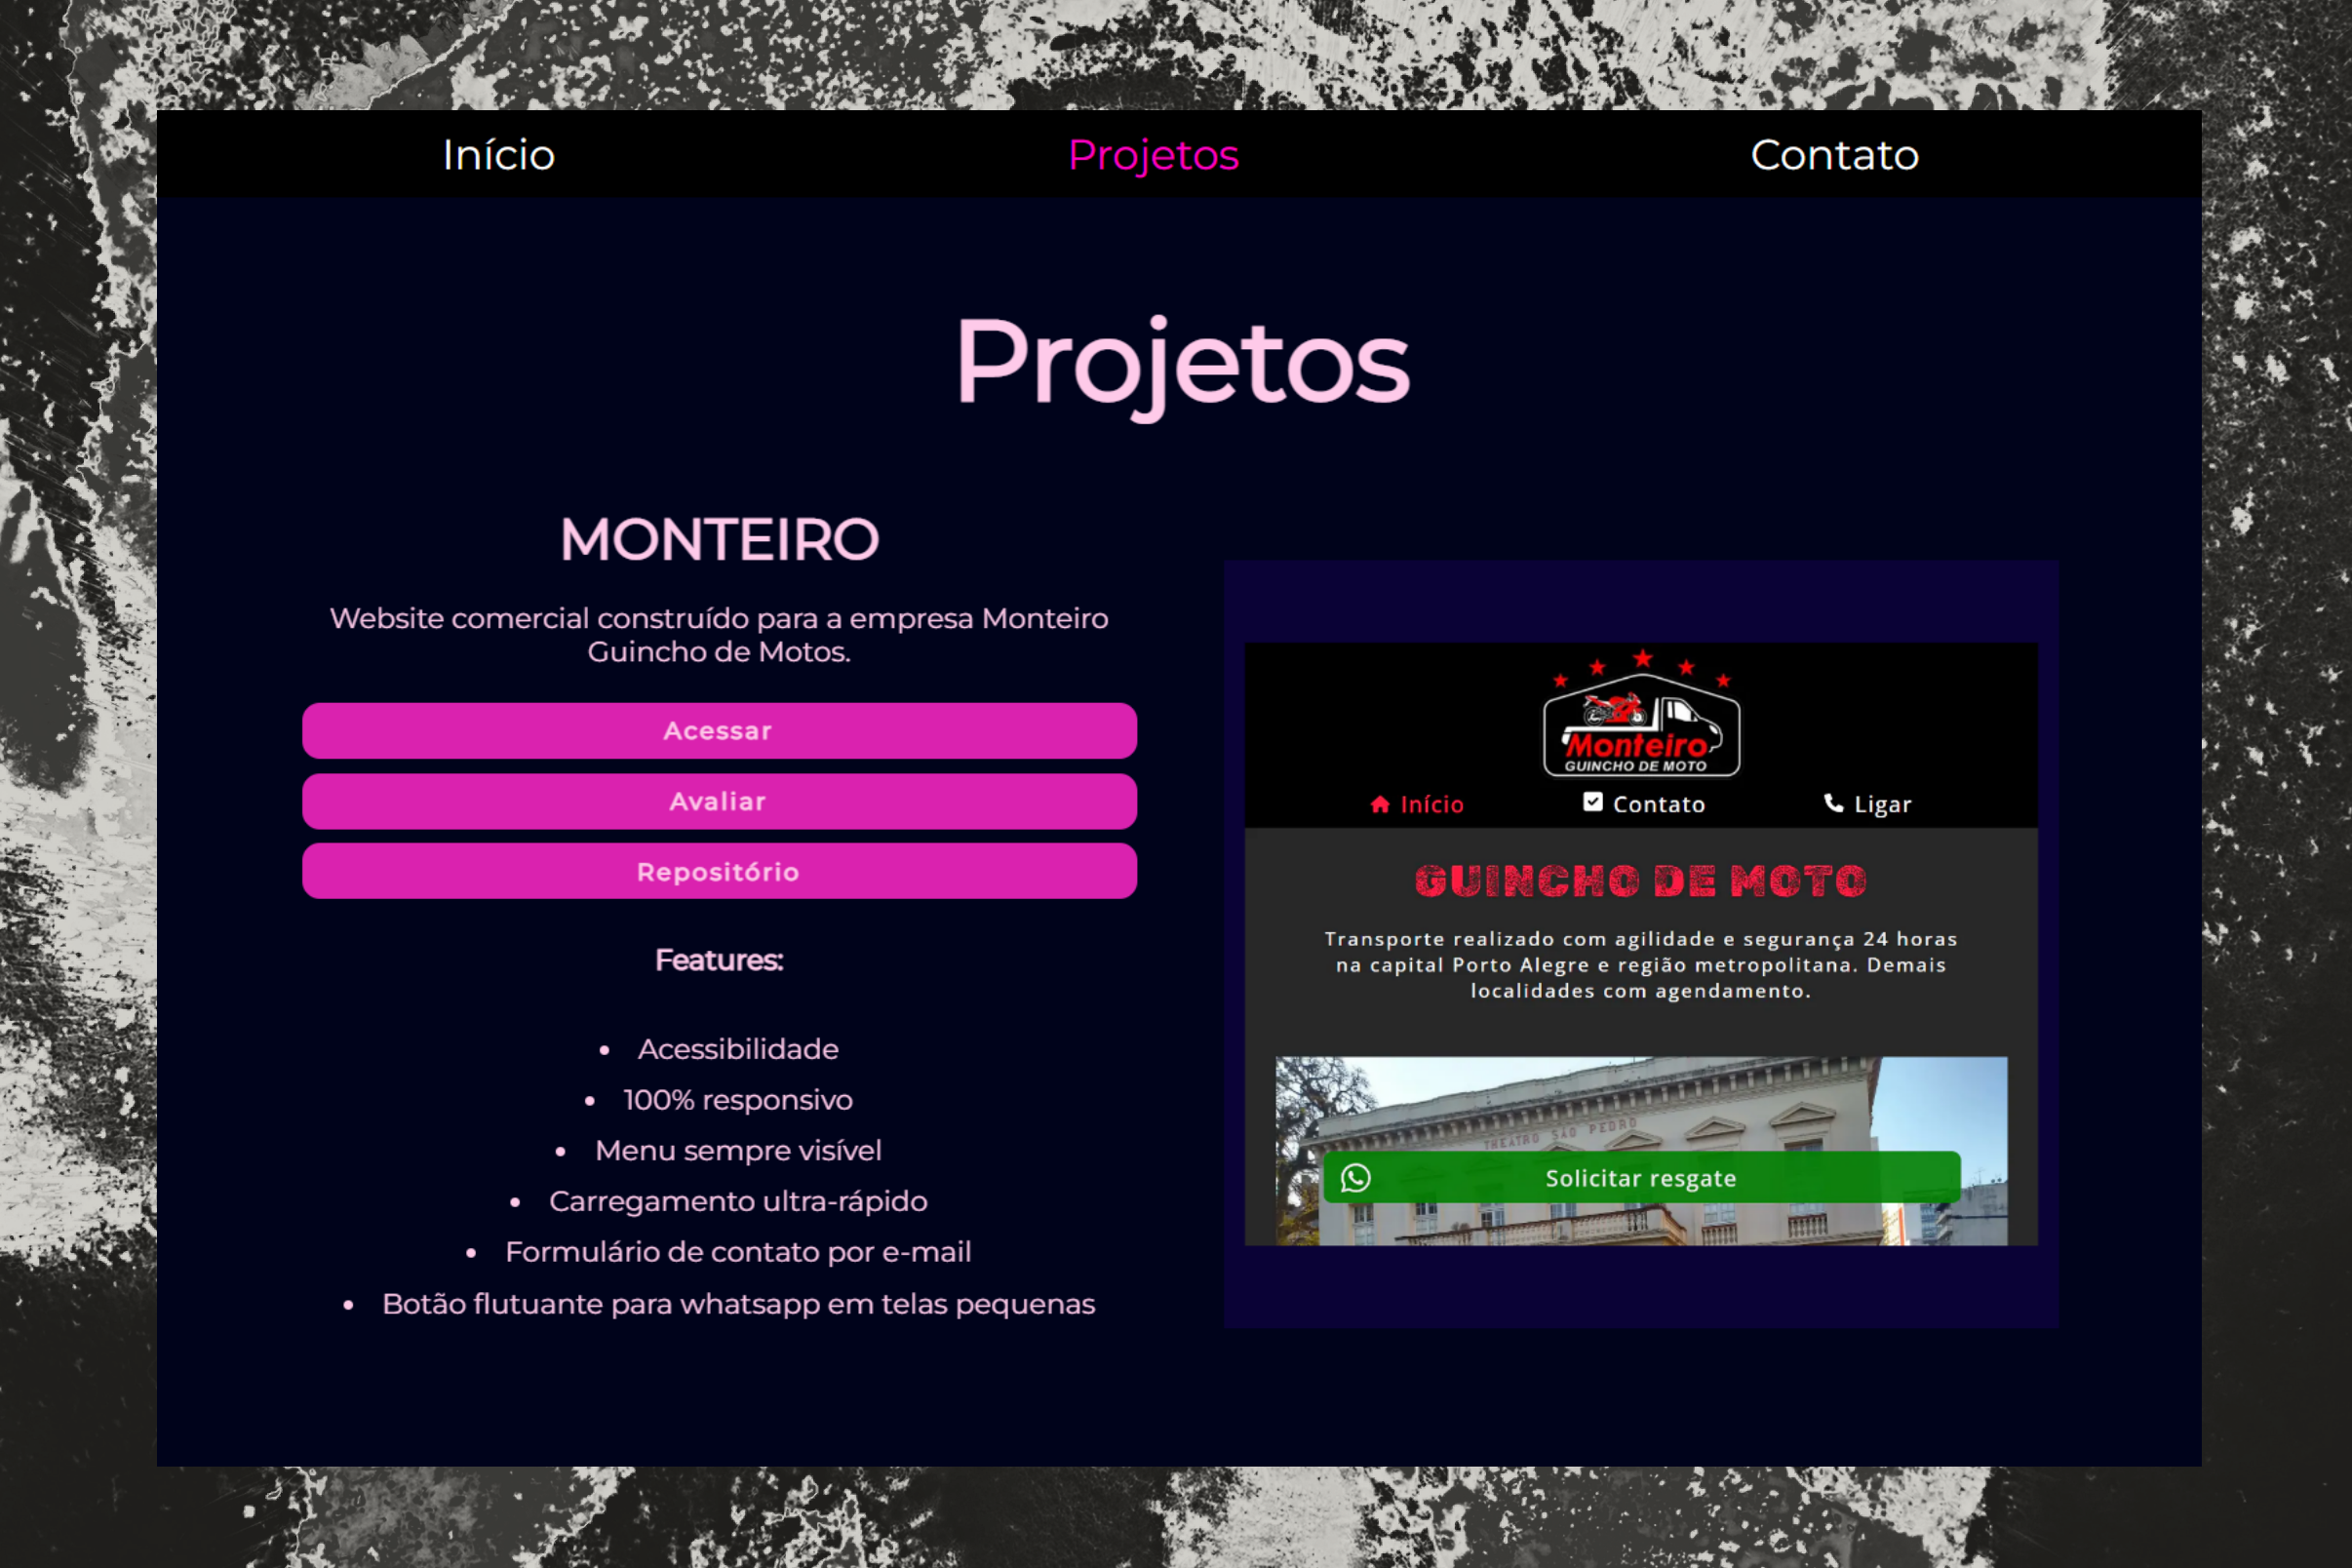 Início
Projetos
Contato
Projetos
MONTEIRO
Website comercial construído para a empresa Monteiro
Guincho de Motos.
Acessar
Avaliar
Repositório
Features:
Acessibilidade
100% responsivo
Menu sempre visível
Carregamento ultra-rápido
Formulário de contato por e-mail
Botão flutuante para whatsapp em telas pequenas
Monteiro
GUINCHO DE MOTO
Início
Contato
Ligar
GUINCHO DE MOTO
Transporte realizado com agilidade e segurança 24 horas
na capital Porto Alegre e região metropolitana. Demais
localidades com agendamento.
THEATRO SÃO PEDRO
Solicitar resgate